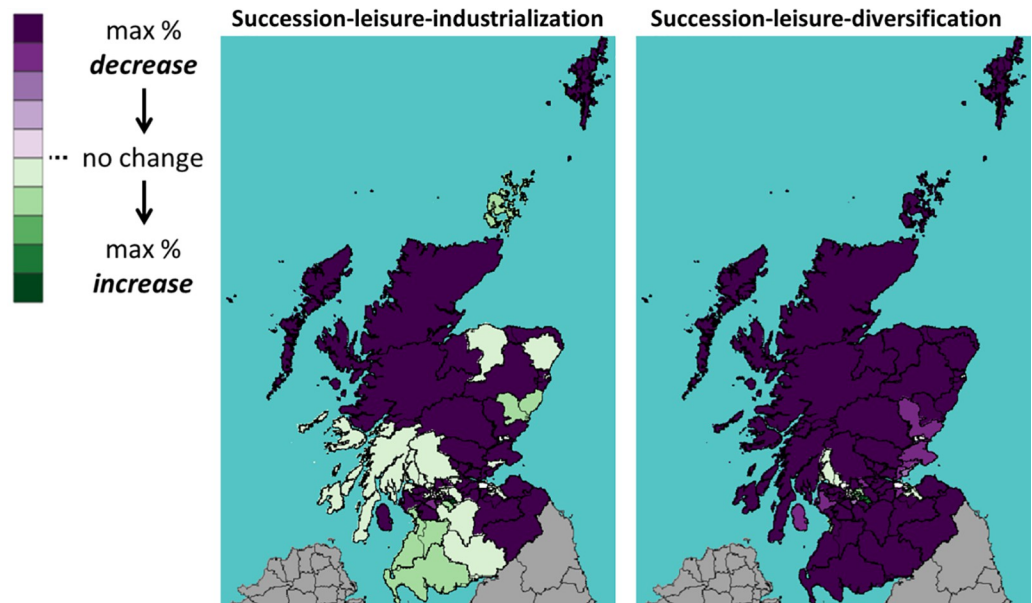 Succession-leisure-industrialization
Succession-leisure-diversification
max %
decrease
... no change
max %
increase